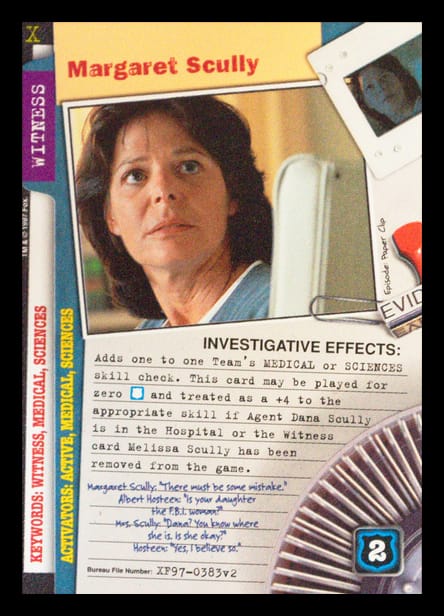 X
WITNESS
TM & © 1997 Fox.
KEYWORDS: WITNESS, MEDICAL, SCIENCES
ACTIVATORS: ACTIVE, MEDICAL, SCIENCES
Margaret Scully
Episode: Paper Clip
EVID
INVESTIGATIVE EFFECTS:
Adds one to one Team's MEDICAL or SCIENCES
skill check. This card may be played for
zero and treated as a +4 to the
appropriate skill if Agent Dana Scully
is in the Hospital or the Witness
card Melissa Scully has been
removed from the game.
Margaret Scully: "There must be some mistake."
Albert Hosteen: "Is your daughter
the F.B.I. woman?"
Mrs. Scully: "Dana? You know where
she is. Is she okay?"
Hosteen: "Yes, I believe so."
Bureau File Number: XF97-0383v2
2